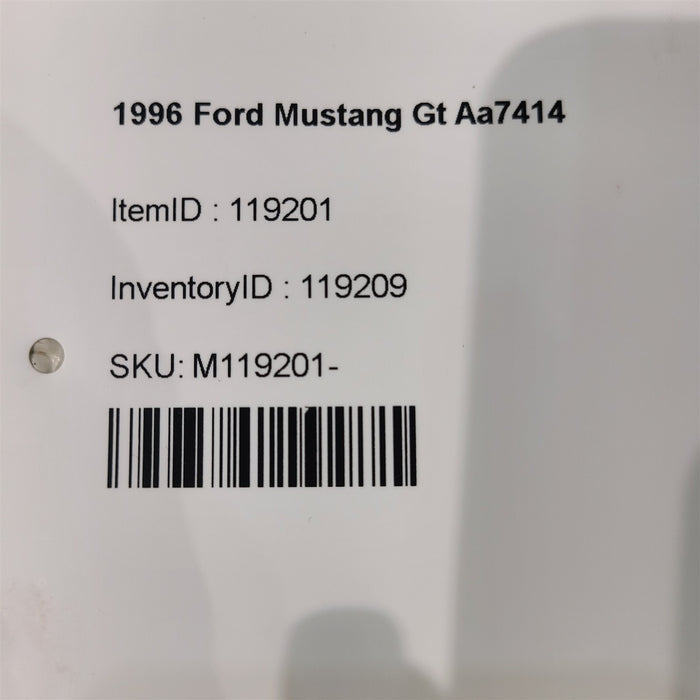 1996 Ford Mustang Gt Aa7414
ItemID : 119201
InventoryID : 119209
SKU: M119201-